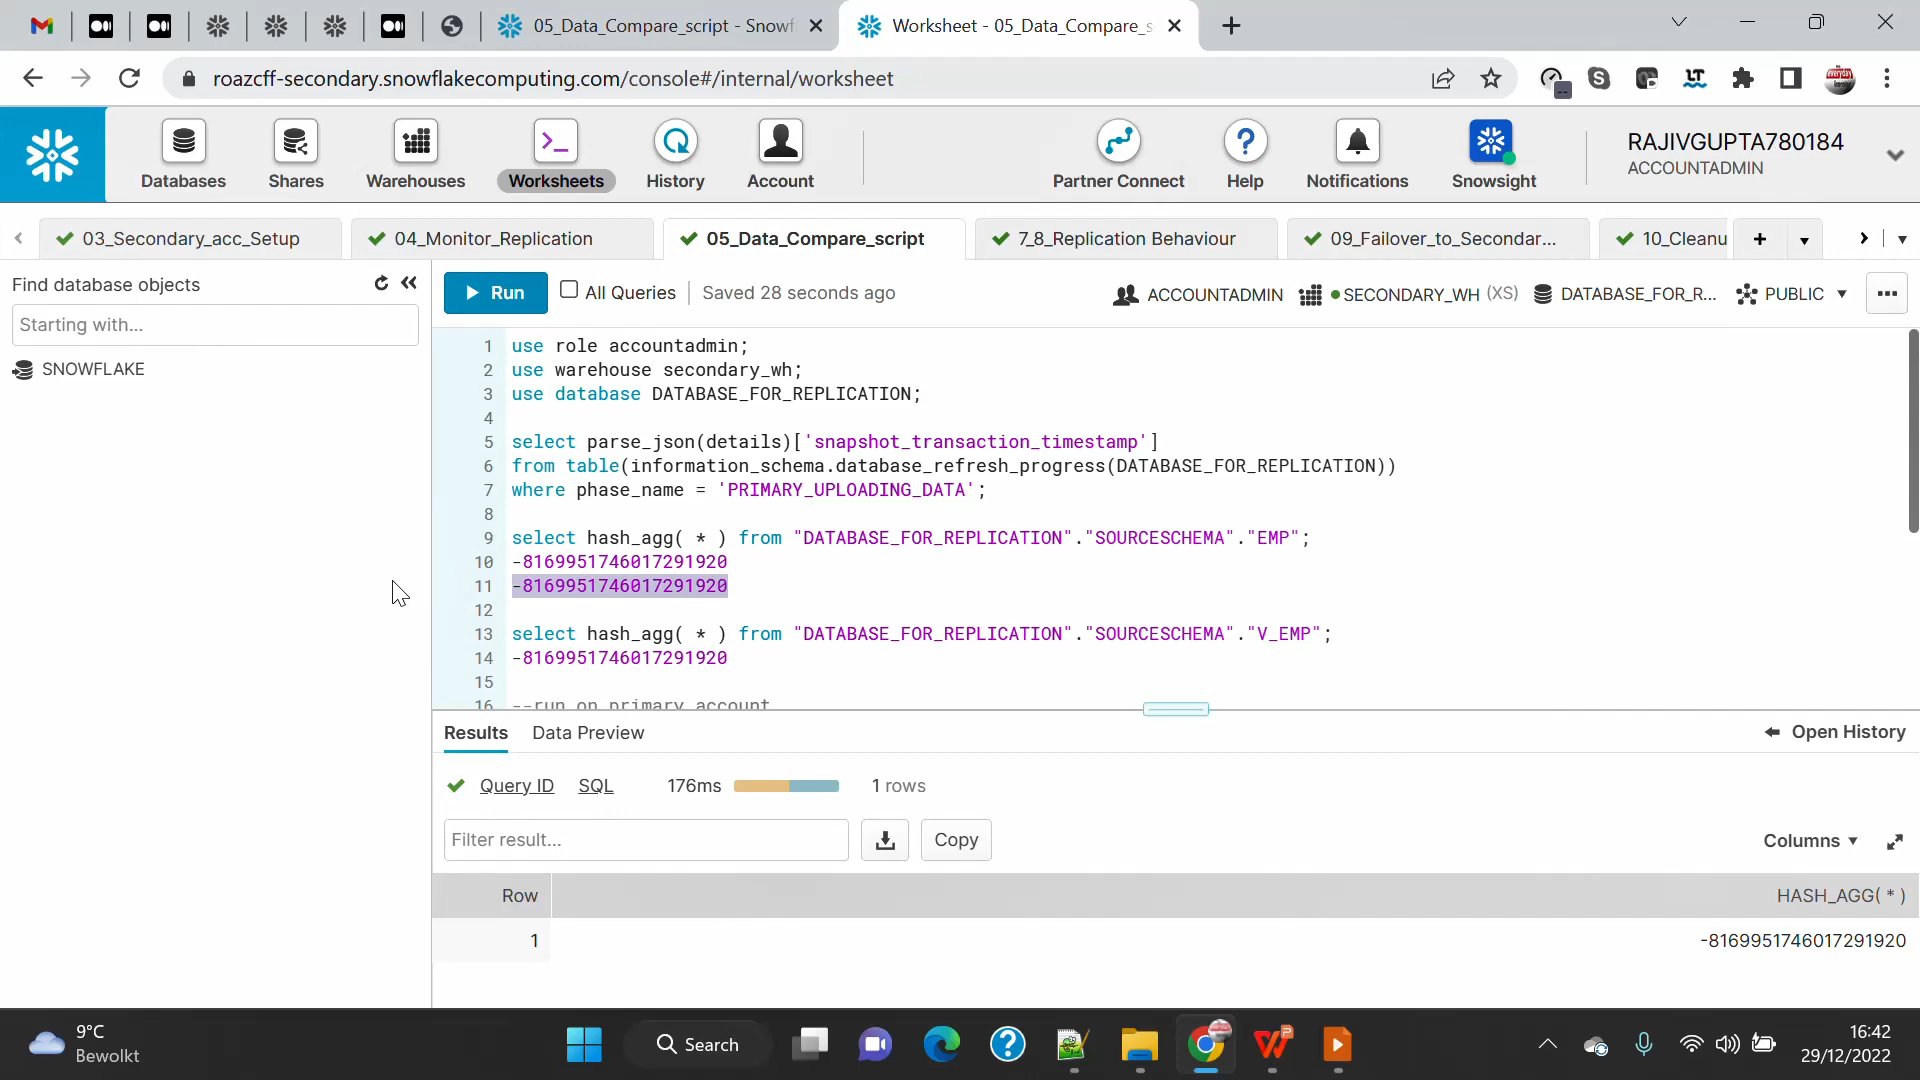 05_Data_Compare_script - Snowf
Worksheet - 05_Data_Compare_s
roazcff-secondary.snowflakecomputing.com/console#/internal/worksheet
Databases
Shares
Warehouses
Worksheets
History
Account
Partner Connect
Help
Notifications
Snowsight
RAJIVGUPTA780184
ACCOUNTADMIN
03_Secondary_acc_Setup
04_Monitor_Replication
05_Data_Compare_script
7_8_Replication Behaviour
09_Failover_to_Secondar...
10_Cleanu
Find database objects
Starting with...
SNOWFLAKE
Run
All Queries
Saved 28 seconds ago
ACCOUNTADMIN
SECONDARY_WH (XS)
DATABASE_FOR_R...
PUBLIC
1 use role accountadmin;
2 use warehouse secondary_wh;
3 use database DATABASE_FOR_REPLICATION;
4
5 select parse_json(details)['snapshot_transaction_timestamp']
6 from table(information_schema.database_refresh_progress(DATABASE_FOR_REPLICATION))
7 where phase_name = 'PRIMARY_UPLOADING_DATA';
8
9 select hash_agg( * ) from "DATABASE_FOR_REPLICATION"."SOURCESCHEMA"."EMP";
10 -8169951746017291920
11 -8169951746017291920
12
13 select hash_agg( * ) from "DATABASE_FOR_REPLICATION"."SOURCESCHEMA"."V_EMP";
14 -8169951746017291920
15
16 --run on primary account
Results
Data Preview
Open History
Query ID
SQL
176ms
1 rows
Filter result...
Copy
Columns
Row
HASH_AGG( * )
1
-8169951746017291920
9°C
Bewolkt
Search
16:42
29/12/2022